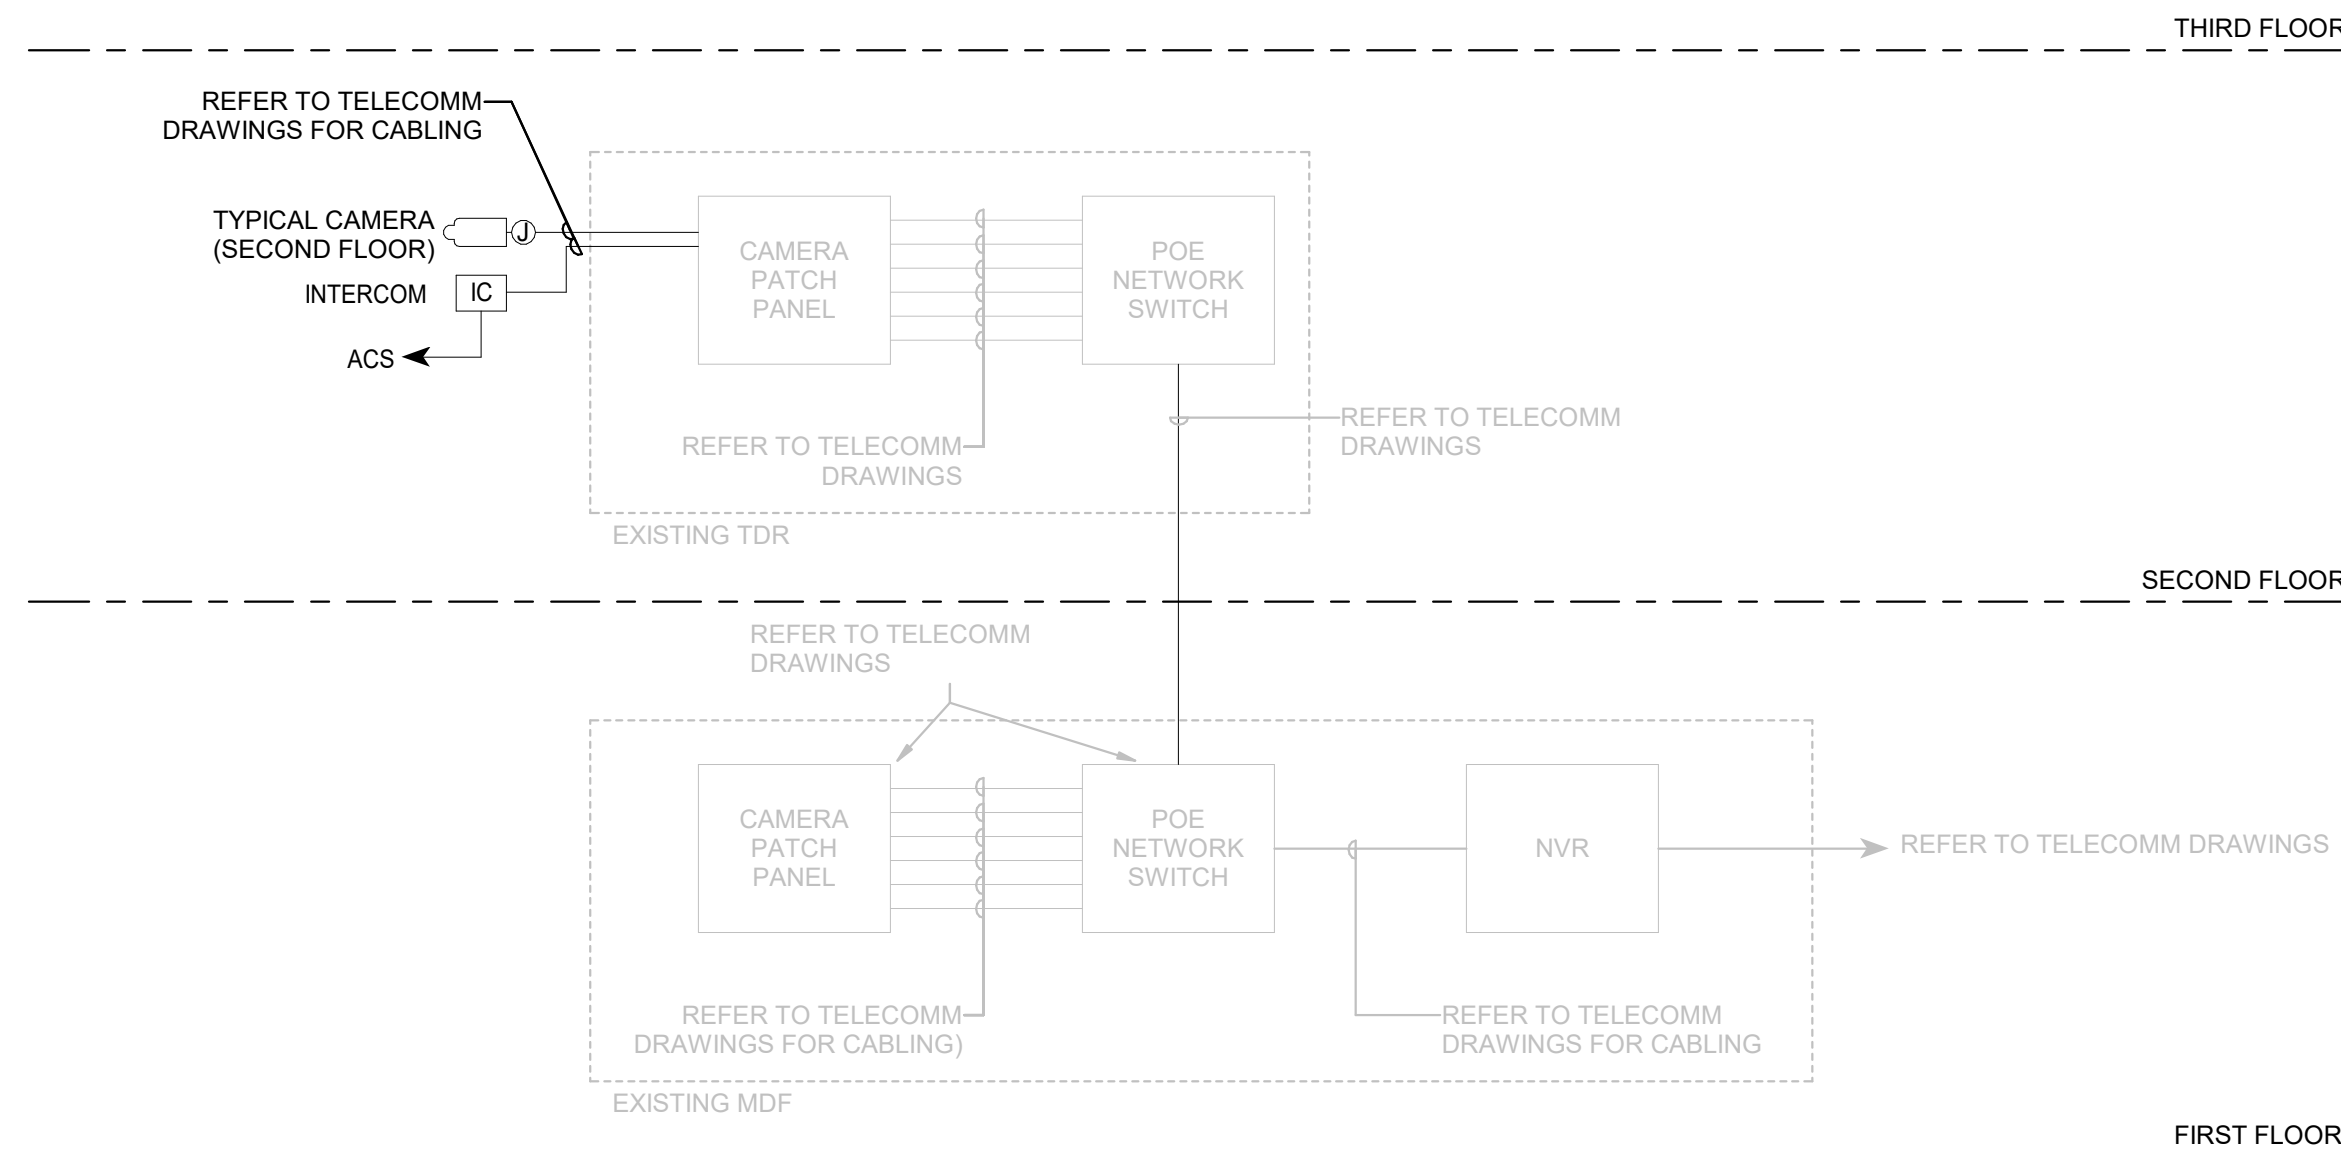 THIRD FLOOR
REFER TO TELECOMM
DRAWINGS FOR CABLING
TYPICAL CAMERA
(SECOND FLOOR)
J
INTERCOM
IC
ACS
CAMERA
PATCH
PANEL
POE
NETWORK
SWITCH
REFER TO TELECOMM
DRAWINGS
REFER TO TELECOMM
DRAWINGS
EXISTING TDR
SECOND FLOOR
REFER TO TELECOMM
DRAWINGS
CAMERA
PATCH
PANEL
POE
NETWORK
SWITCH
NVR
REFER TO TELECOMM DRAWINGS
REFER TO TELECOMM
DRAWINGS FOR CABLING)
REFER TO TELECOMM
DRAWINGS FOR CABLING
EXISTING MDF
FIRST FLOOR